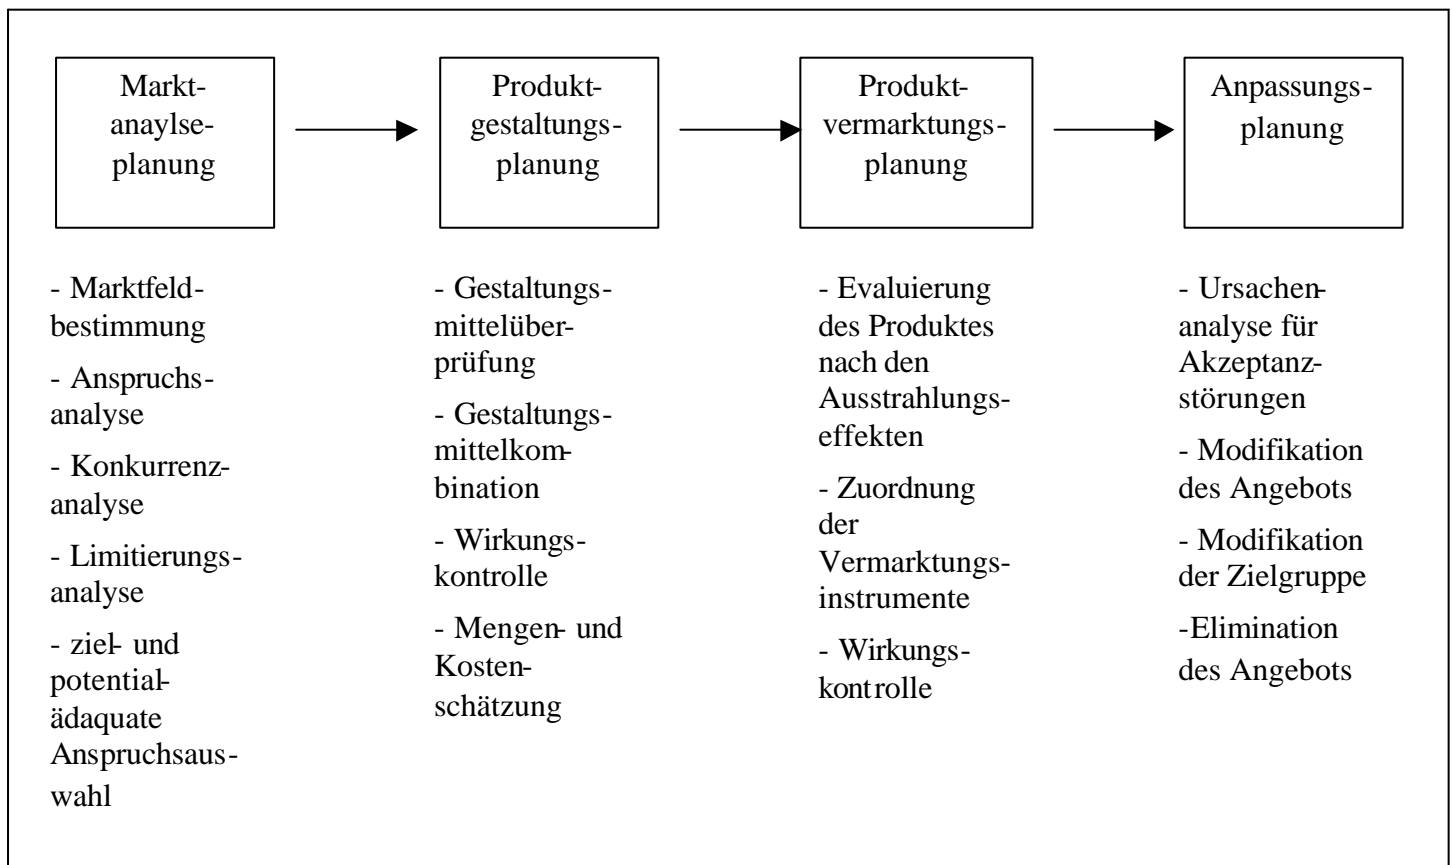 Markt-
anaylse-
planung
Produkt-
gestaltungs-
planung
Produkt-
vermarktungs-
planung
Anpassungs-
planung
- Marktfeld-
bestimmung
- Anspruchs-
analyse
- Konkurrenz-
analyse
- Limitierungs-
analyse
- ziel- und
potential-
ädaquate
Anspruchsaus-
wahl
- Gestaltungs-
mittelüber-
prüfung
- Gestaltungs-
mittelkom-
bination
- Wirkungs-
kontrolle
- Mengen- und
Kosten-
schätzung
- Evaluierung
des Produktes
nach den
Ausstrahlungs-
effekten
- Zuordnung
der
Vermarktungs-
instrumente
- Wirkungs-
kontrolle
- Ursachen-
analyse für
Akzeptanz-
störungen
- Modifikation
des Angebots
- Modifikation
der Zielgruppe
-Elimination
des Angebots